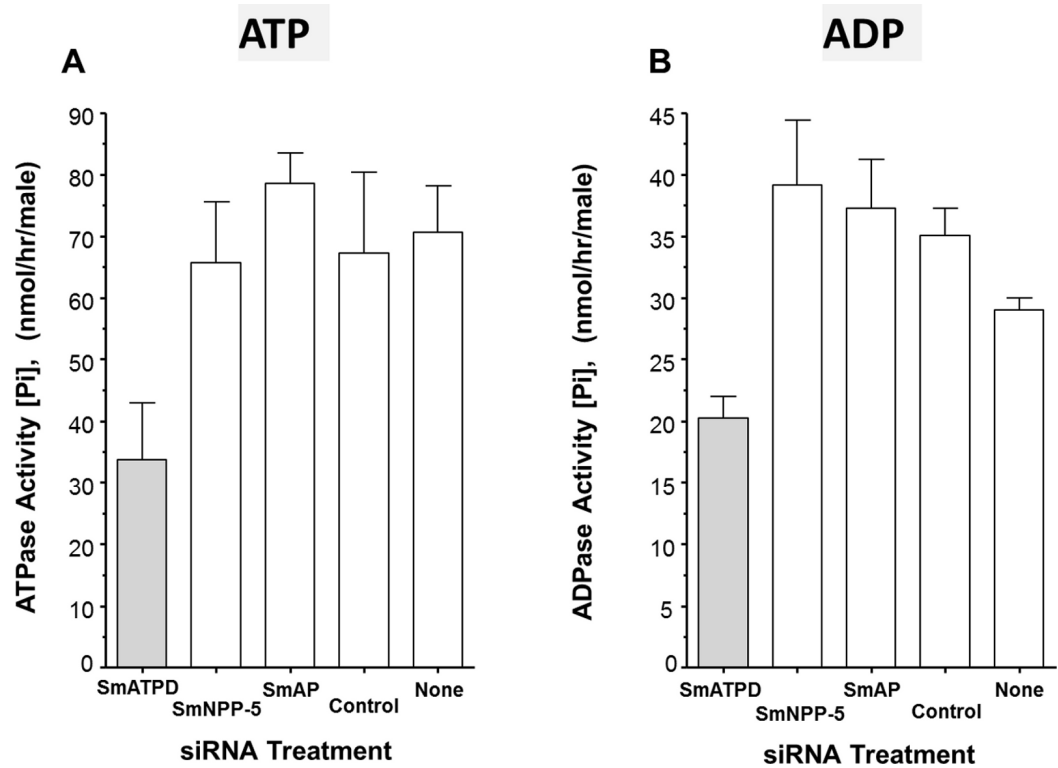 ATP
A
ATPase Activity [Pi], (nmol/hr/male)
90
80
70
60
50
40
30
20
10
0
SmATPD
SmNPP-5
SmAP
Control
None
siRNA Treatment
ADP
B
ADPase Activity [Pi], (nmol/hr/male)
45
40
35
30
25
20
15
10
5
0
SmATPD
SmNPP-5
SmAP
Control
None
siRNA Treatment